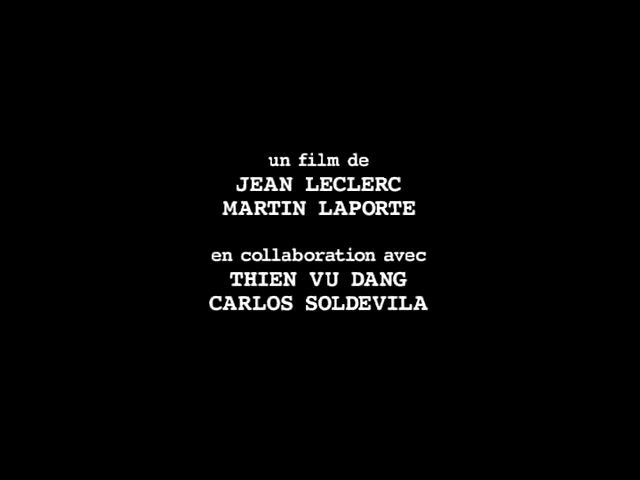 un film de
JEAN LECLERC
MARTIN LAPORTE
en collaboration avec
THIEN VU DANG
CARLOS SOLDEVILA